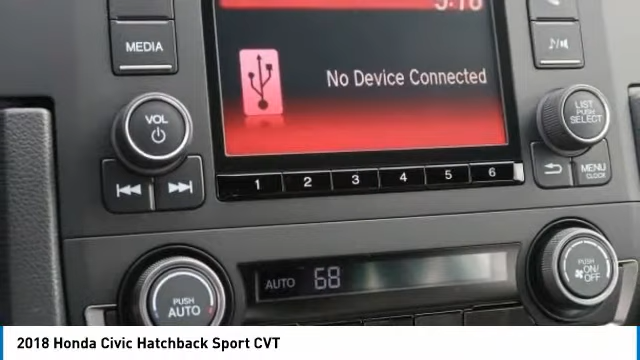 MEDIA
No Device Connected
VOL
LIST
PUSH
SELECT
1 2 3 4 5 6
MENU
CLOCK
AUTO 68
PUSH
AUTO
PUSH
ON/
OFF
2018 Honda Civic Hatchback Sport CVT